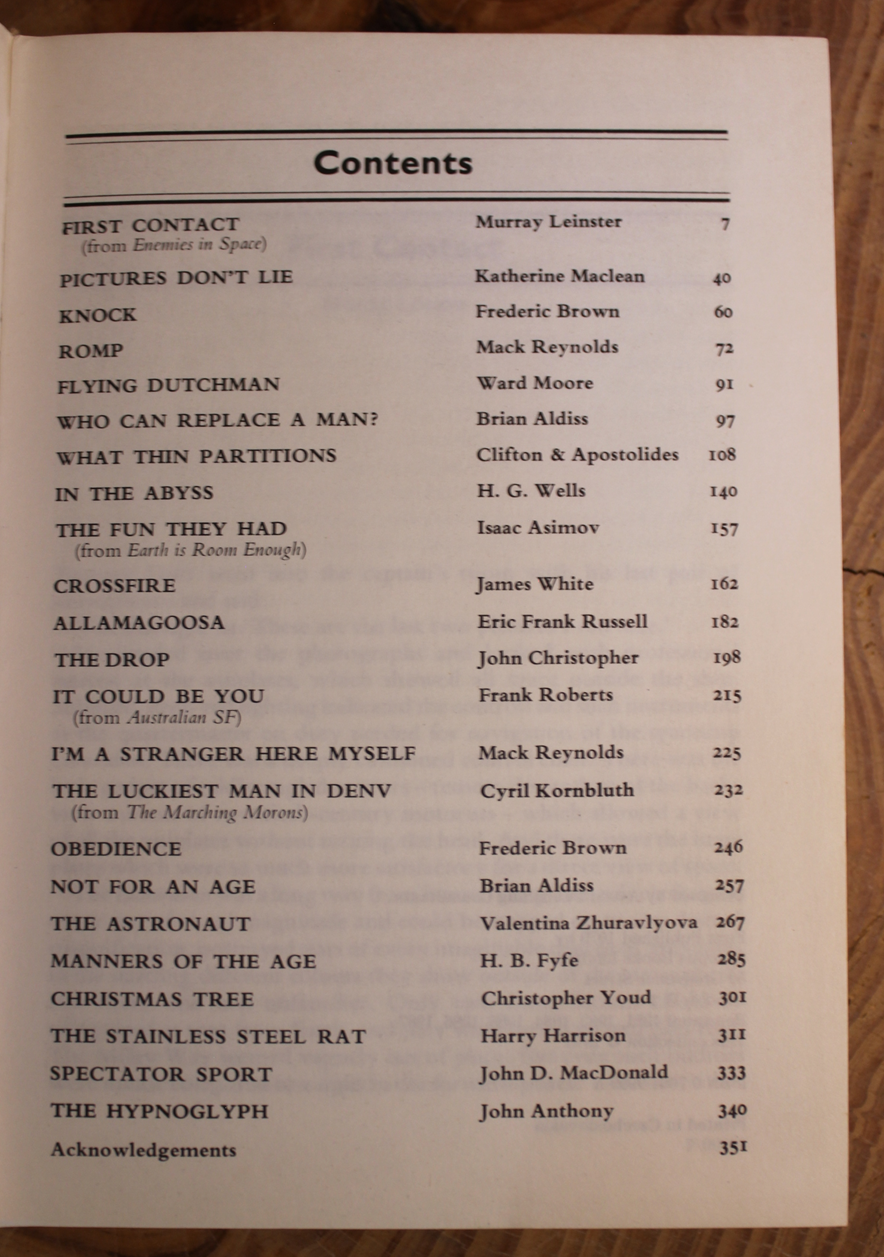 Contents
FIRST CONTACT Murray Leinster 7
(from Enemies in Space)
PICTURES DON'T LIE Katherine Maclean 40
KNOCK Frederic Brown 60
ROMP Mack Reynolds 72
FLYING DUTCHMAN Ward Moore 91
WHO CAN REPLACE A MAN? Brian Aldiss 97
WHAT THIN PARTITIONS Clifton & Apostolides 108
IN THE ABYSS H. G. Wells 140
THE FUN THEY HAD Isaac Asimov 157
(from Earth is Room Enough)
CROSSFIRE James White 162
ALLAMAGOOSA Eric Frank Russell 182
THE DROP John Christopher 198
IT COULD BE YOU Frank Roberts 215
(from Australian SF)
I'M A STRANGER HERE MYSELF Mack Reynolds 225
THE LUCKIEST MAN IN DENV Cyril Kornbluth 232
(from The Marching Morons)
OBEDIENCE Frederic Brown 246
NOT FOR AN AGE Brian Aldiss 257
THE ASTRONAUT Valentina Zhuravlyova 267
MANNERS OF THE AGE H. B. Fyfe 285
CHRISTMAS TREE Christopher Youd 301
THE STAINLESS STEEL RAT Harry Harrison 311
SPECTATOR SPORT John D. MacDonald 333
THE HYPNOGLYPH John Anthony 340
Acknowledgements 351